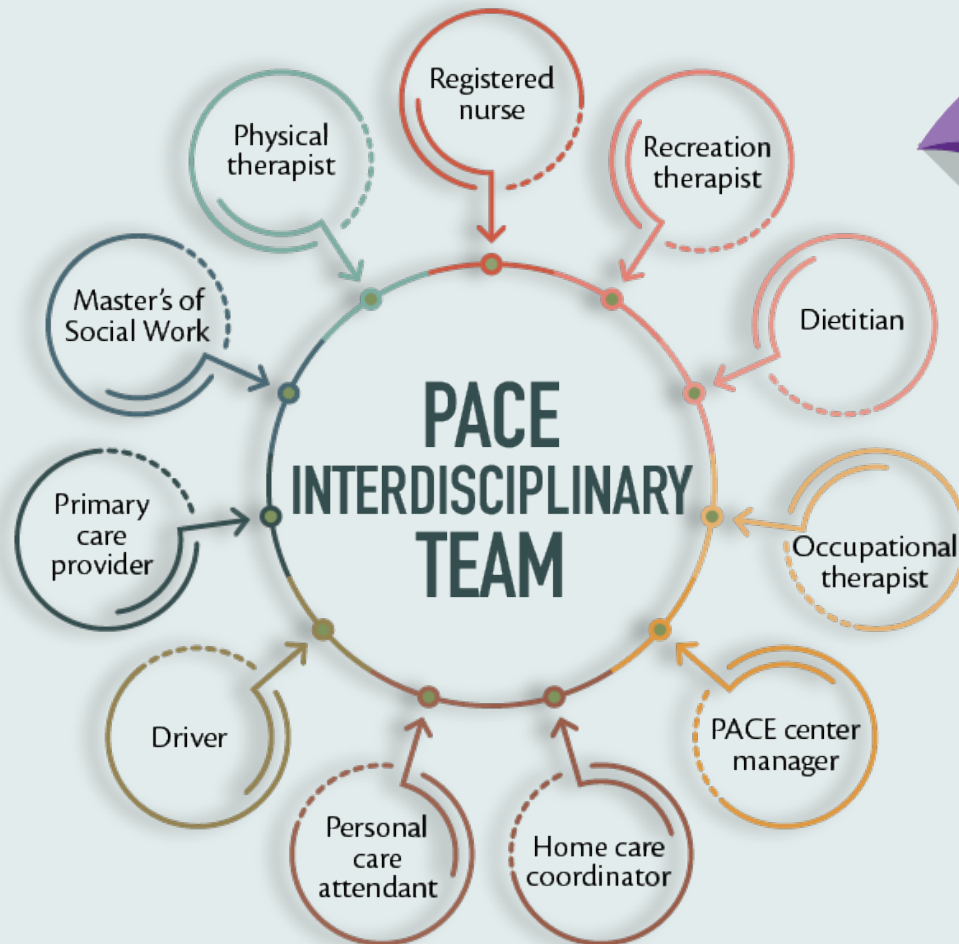 PACE
INTERDISCIPLINARY
TEAM
Registered
nurse
Recreation
therapist
Dietitian
Occupational
therapist
PACE center
manager
Home care
coordinator
Personal
care
attendant
Driver
Primary
care
provider
Master's of
Social Work
Physical
therapist